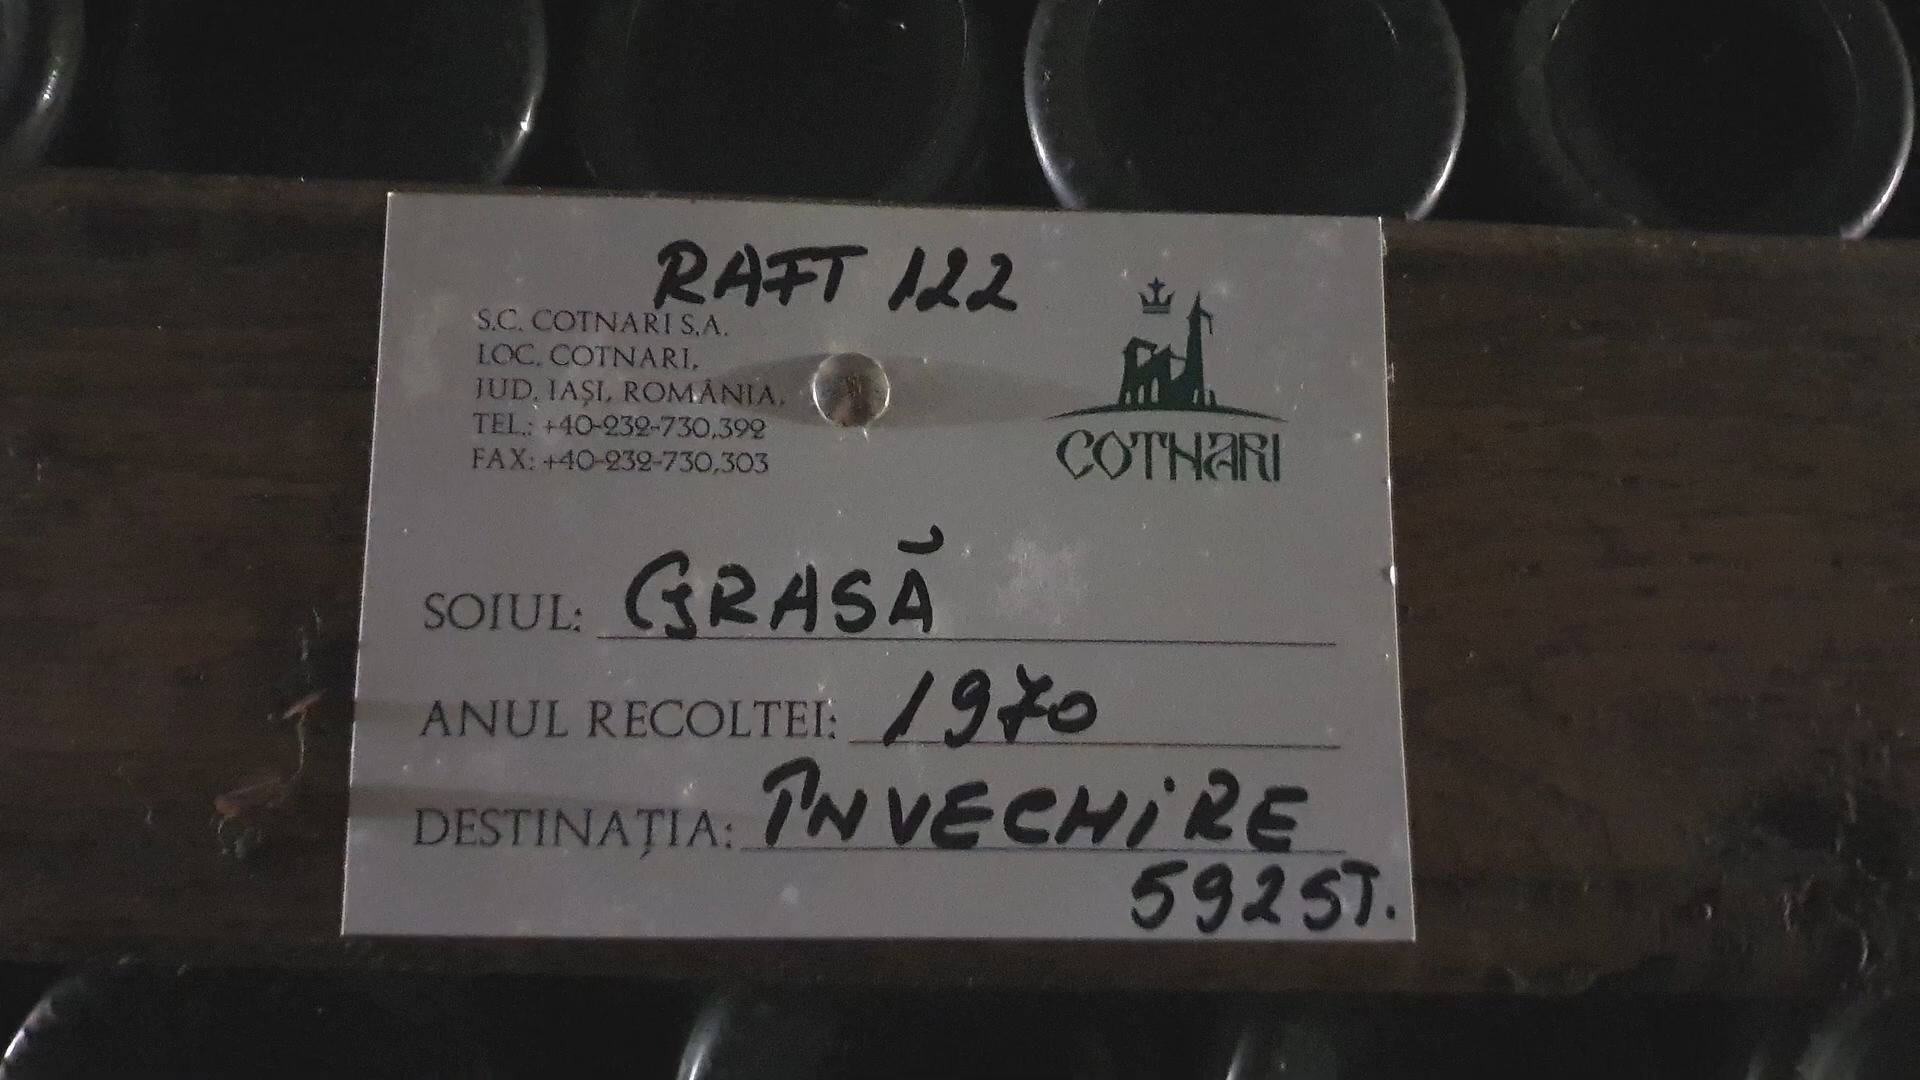 RAFT 122
S.C. COTNARI S.A.
LOC. COTNARI,
JUD. IAȘI, ROMÂNIA,
TEL.: +40-232-730.392
FAX: +40-232-730.303
COTNARI
SOIUL: GRASĂ
ANUL RECOLTEI: 1970
DESTINAȚIA: ÎNVECHIRE
592 ST.